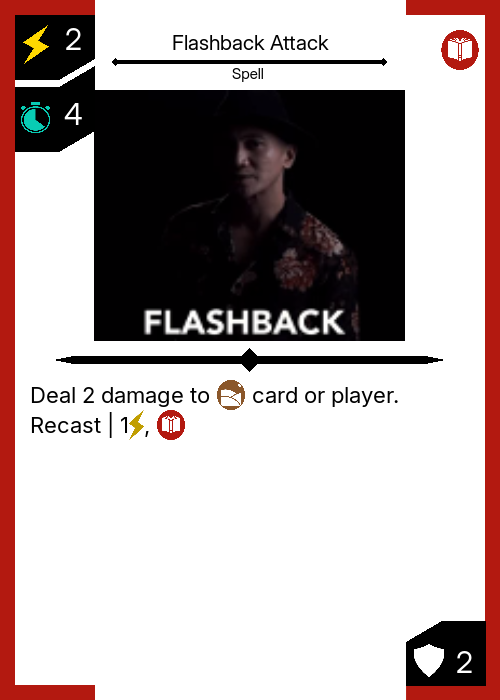 2
Flashback Attack
Spell
4
FLASHBACK
Deal 2 damage to card or player.
Recast | 1, 
2